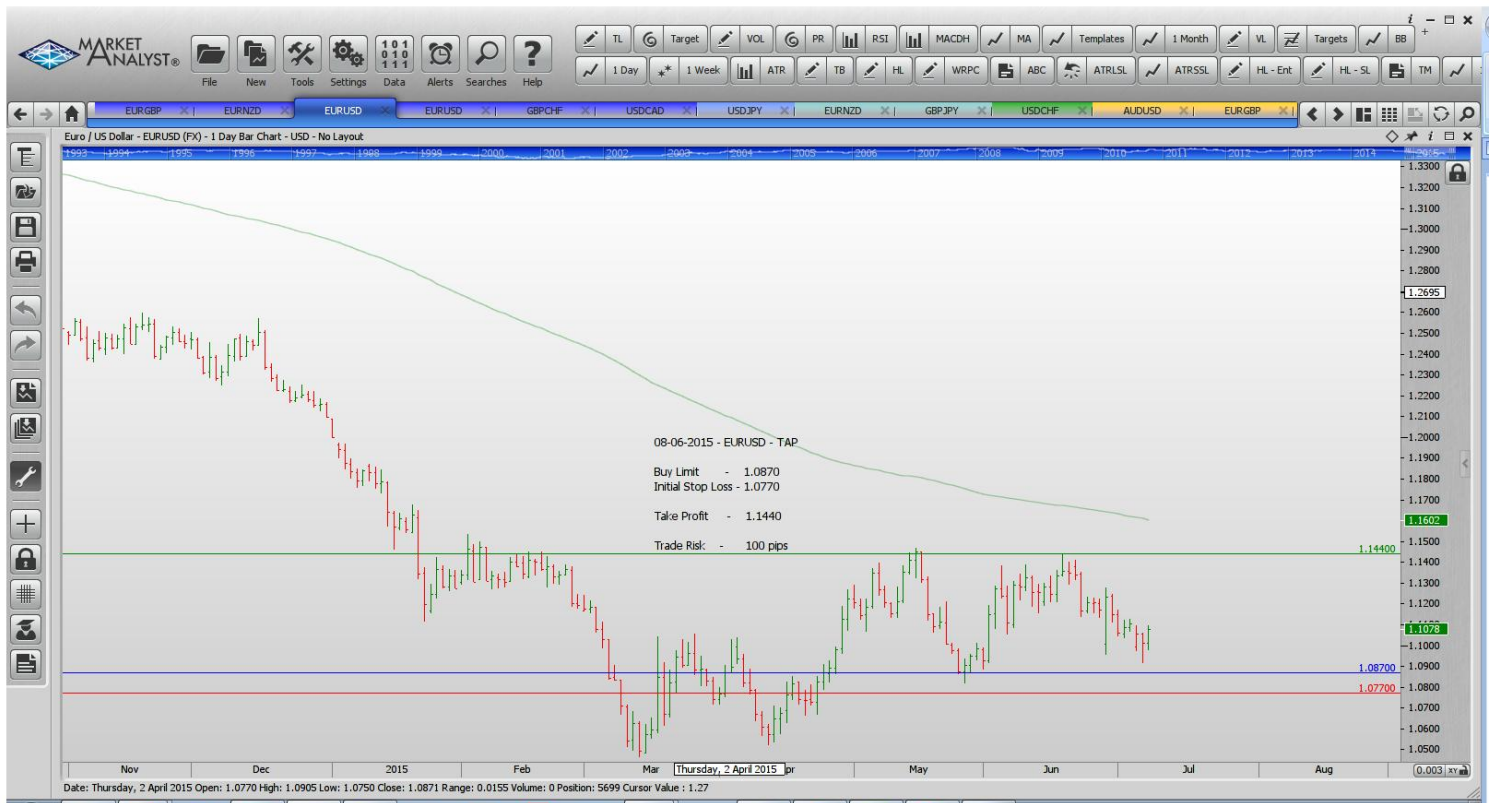 i
MARKET
ANALYST®
File New Tools Settings Data Alerts Searches Help
101
010
111
TL Target VOL PR RSI MACDH MA Templates 1 Month VL Targets BB
1 Day 1 Week ATR TB HL WRPC ABC ATRLSL ATRSSL HL - Ent HL - SL TM
EURGBP EURNZD EURUSD EURUSD GBPCHF USDCAD USDJPY EURNZD GBPJPY USDCHF AUDUSD EURGBP
Euro / US Dollar - EURUSD (FX) - 1 Day Bar Chart - USD - No Layout
1993 1994 1995 1996 1997 1998 1999 2000 2001 2002 2003 2004 2005 2006 2007 2008 2009 2010 2011 2012 2013 2014 2015
1.3300
1.3200
1.3100
1.3000
1.2900
1.2800
1.2695
1.2600
1.2500
1.2400
1.2300
1.2200
1.2100
1.2000
1.1900
1.1800
1.1700
1.1602
1.1500
1.1400
1.1300
1.1200
1.1078
1.1000
1.0900
1.0800
1.0700
1.0600
1.0500
08-06-2015 - EURUSD - TAP
Buy Limit - 1.0870
Initial Stop Loss - 1.0770
Take Profit - 1.1440
Trade Risk - 100 pips
1.14400
1.08700
1.07700
Nov Dec 2015 Feb Mar Thursday, 2 April 2015 pr May Jun Jul Aug 0.003 XY
Date: Thursday, 2 April 2015 Open: 1.0770 High: 1.0905 Low: 1.0750 Close: 1.0871 Range: 0.0155 Volume: 0 Position: 5699 Cursor Value : 1.27